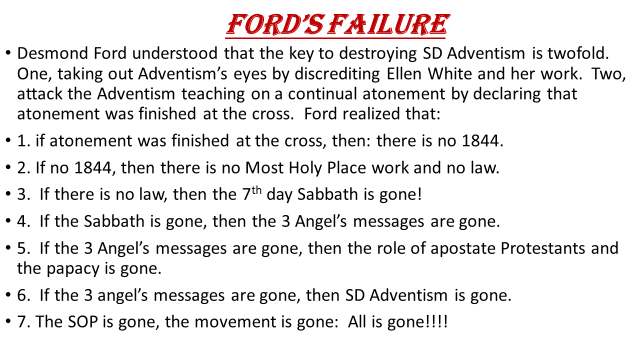 FORD'S FAILURE
• Desmond Ford understood that the key to destroying SD Adventism is twofold.
One, taking out Adventism's eyes by discrediting Ellen White and her work. Two,
attack the Adventism teaching on a continual atonement by declaring that
atonement was finished at the cross. Ford realized that:
• 1. if atonement was finished at the cross, then: there is no 1844.
• 2. If no 1844, then there is no Most Holy Place work and no law.
• 3. If there is no law, then the 7th day Sabbath is gone!
• 4. If the Sabbath is gone, then the 3 Angel's messages are gone.
• 5. If the 3 Angel's messages are gone, then the role of apostate Protestants and
the papacy is gone.
• 6. If the 3 angel's messages are gone, then SD Adventism is gone.
• 7. The SOP is gone, the movement is gone: All is gone!!!!